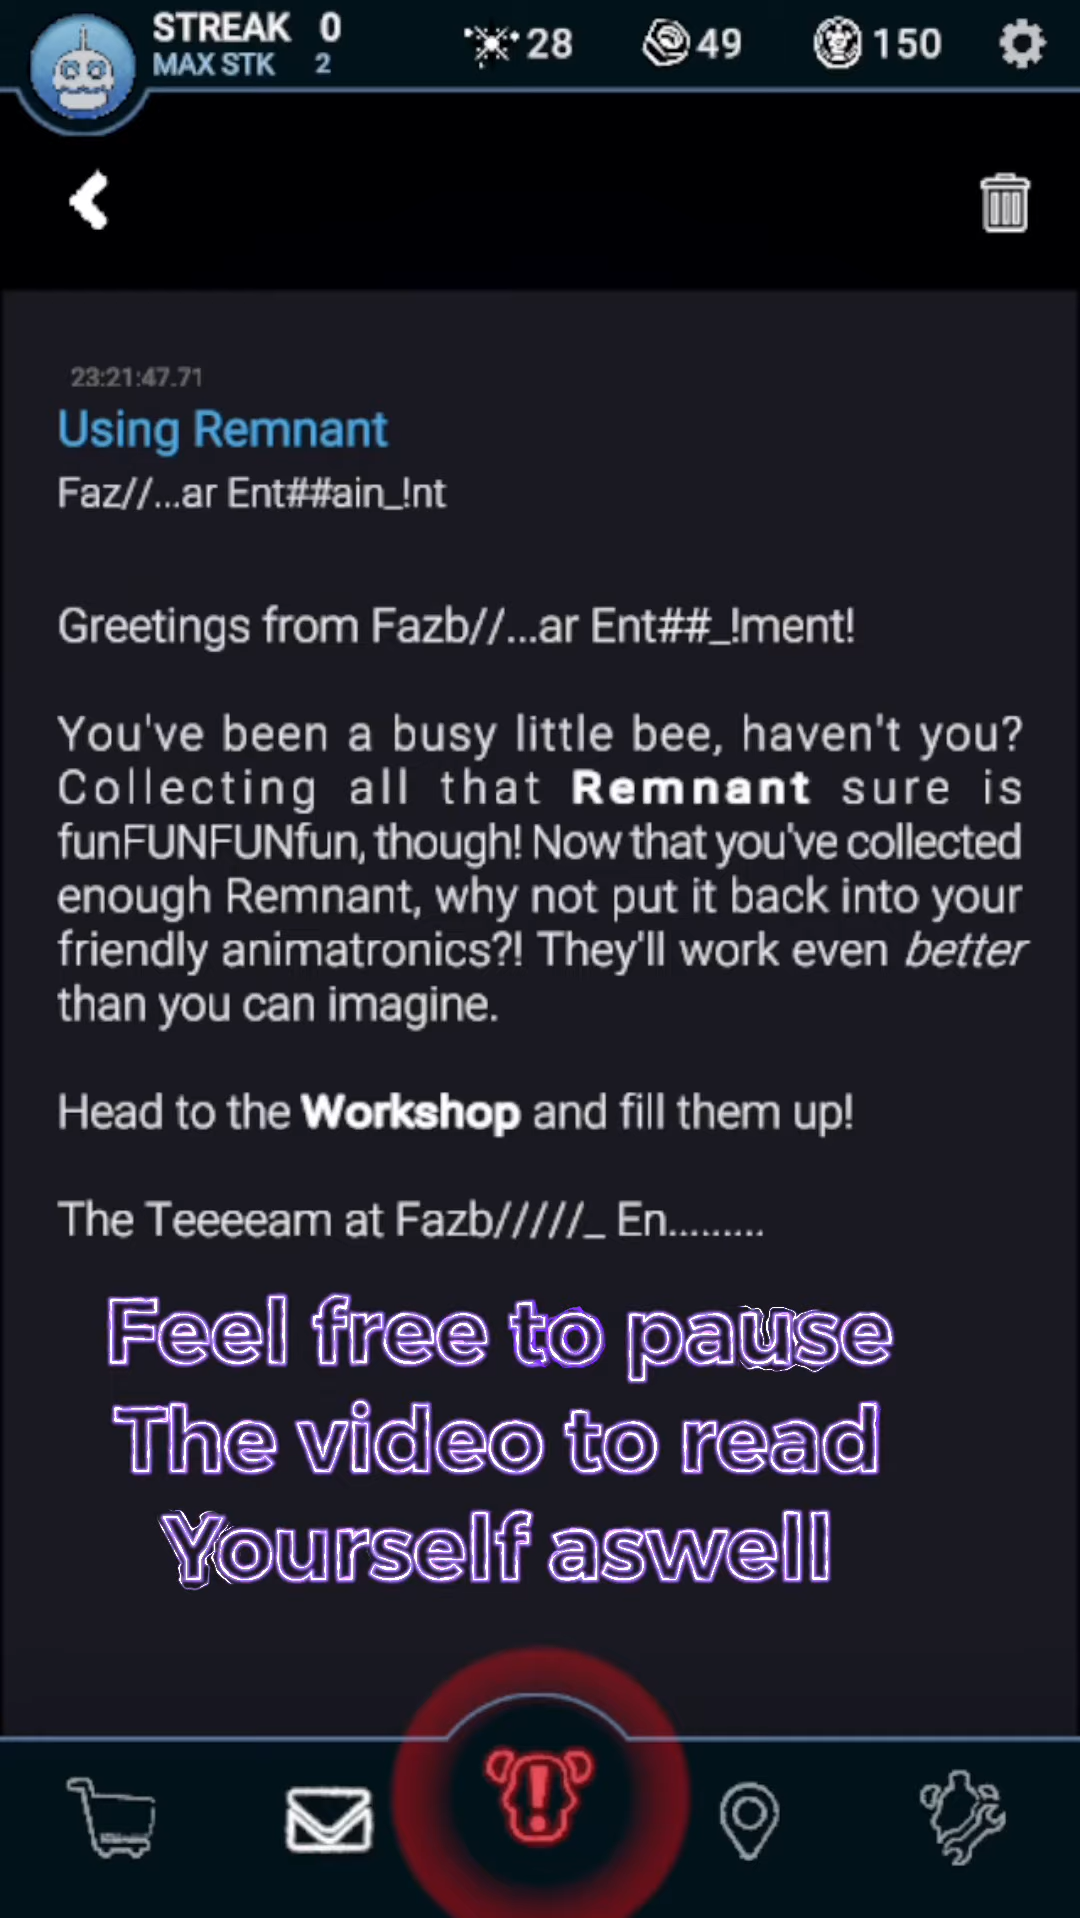 STREAK 0 28 49 150
MAX STK 2
23:21:47.71
Using Remnant
Faz//...ar Ent##ain_!nt
Greetings from Fazb//...ar Ent##_!ment!
You've been a busy little bee, haven't you?
Collecting all that Remnant sure is
funFUNFUNfun, though! Now that you've collected
enough Remnant, why not put it back into your
friendly animatronics?! They'll work even better
than you can imagine.
Head to the Workshop and fill them up!
The Teeeeam at Fazb/////_ En.........
Feel free to pause
The video to read
Yourself aswell